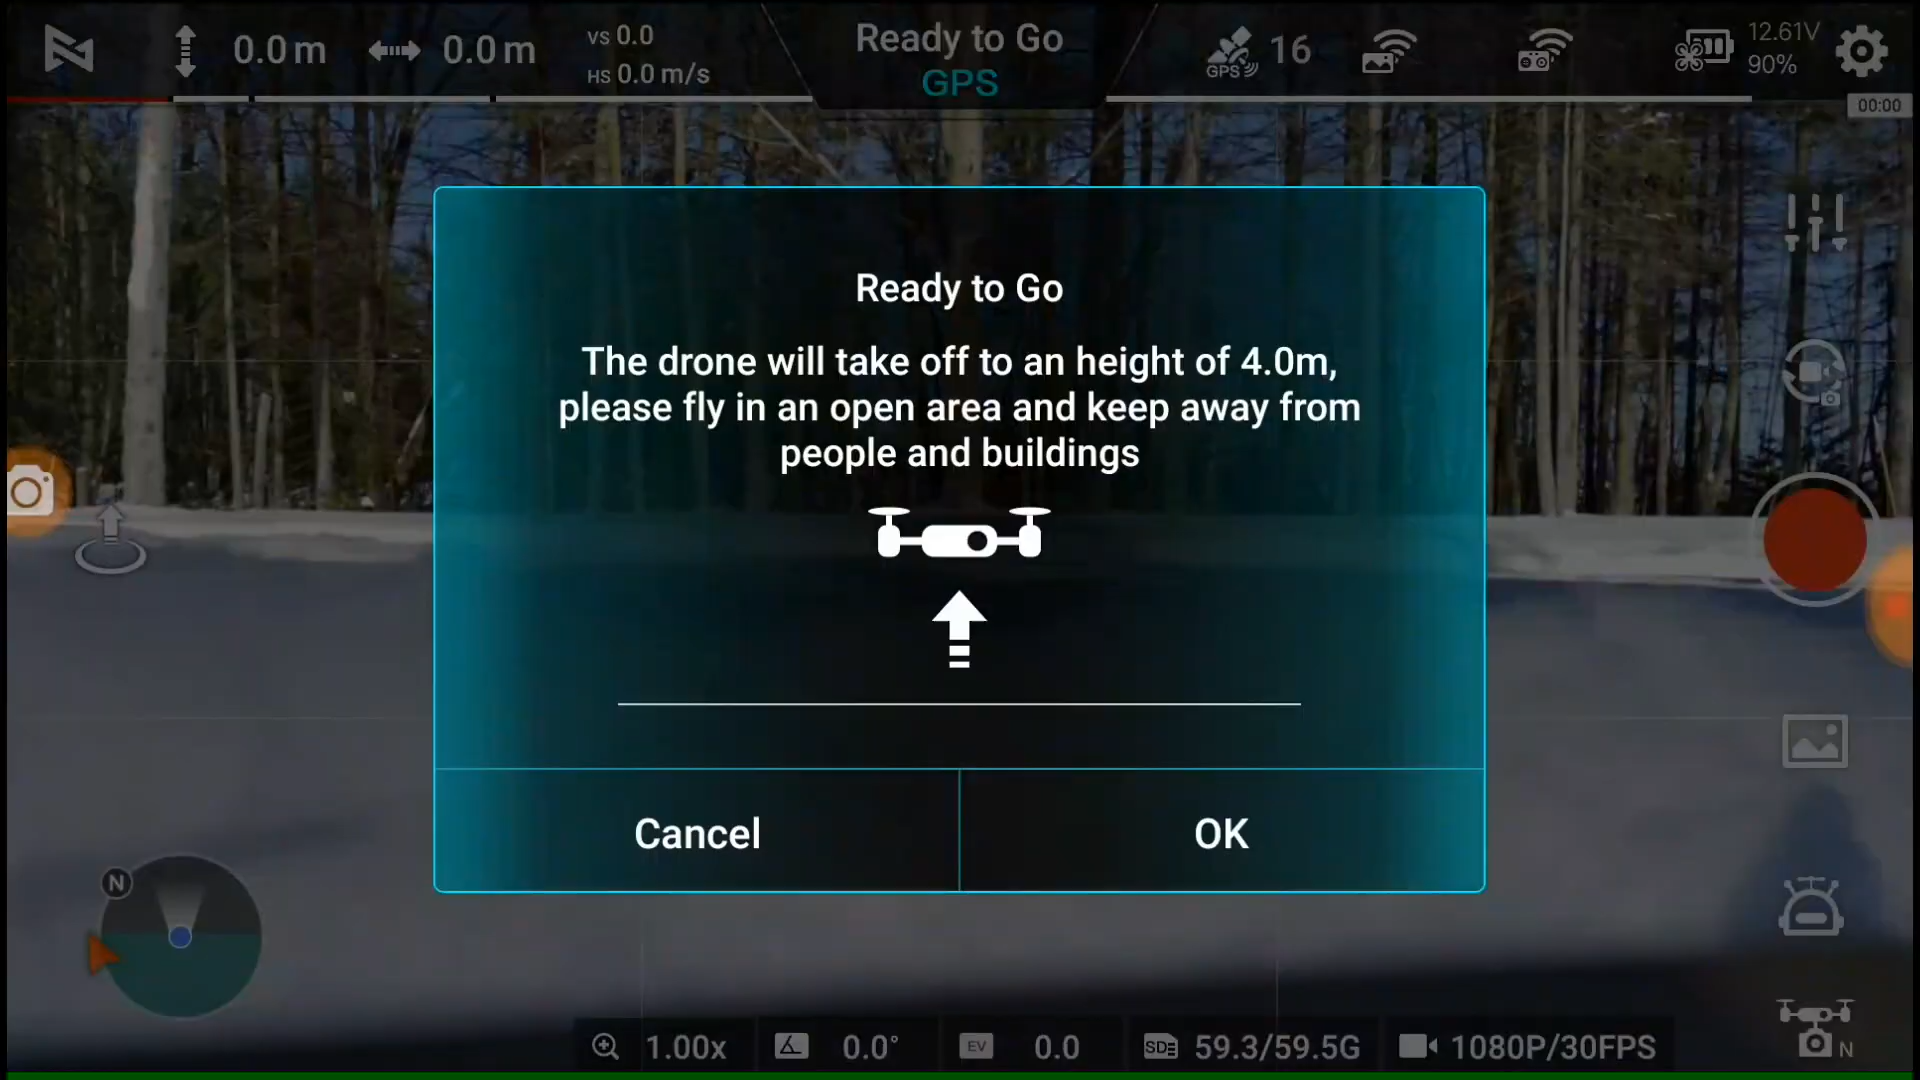 0.0m
0.0m
VS 0.0
HS 0.0 m/s
Ready to Go
GPS
GPS
16
12.61V
90%
00:00
Ready to Go
The drone will take off to an height of 4.0m,
please fly in an open area and keep away from
people and buildings
Cancel
OK
N
1.00x
0.0°
EV
0.0
SD
59.3/59.5G
1080P/30FPS
N